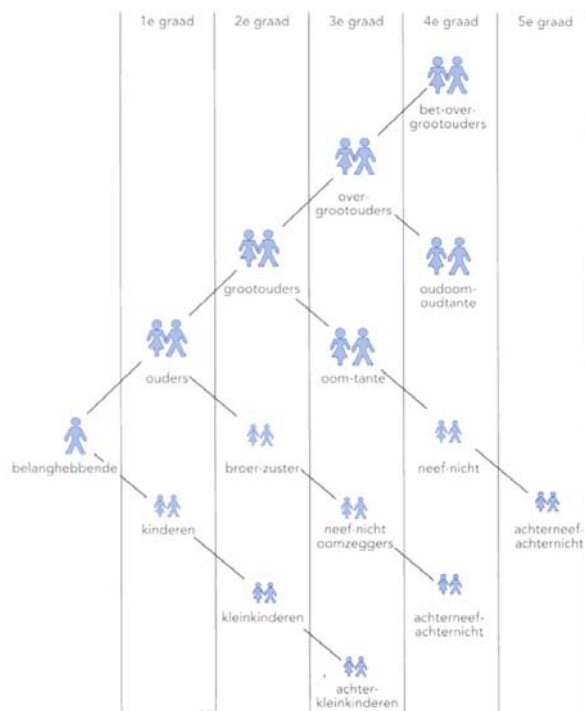 1e graad 2e graad 3e graad 4e graad 5e graad
bet-over-
grootouders
over-
grootouders
grootouders
oudoom-
oudtante
ouders
oom-tante
belanghebbende
broer-zuster
neef-nicht
kinderen
neef-nicht
oomzeggers
achterneef-
achternicht
kleinkinderen
achterneef-
achternicht
achter-
kleinkinderen